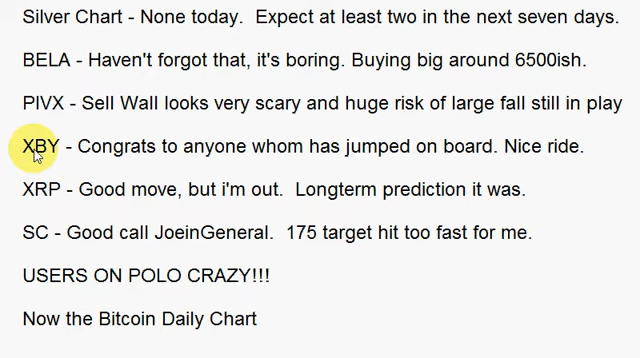 Silver Chart - None today.  Expect at least two in the next seven days.
BELA - Haven't forgot that, it's boring. Buying big around 6500ish.
PIVX - Sell Wall looks very scary and huge risk of large fall still in play
XBY - Congrats to anyone whom has jumped on board. Nice ride.
XRP - Good move, but i'm out.  Longterm prediction it was.
SC - Good call JoeinGeneral.  175 target hit too fast for me.
USERS ON POLO CRAZY!!!
Now the Bitcoin Daily Chart